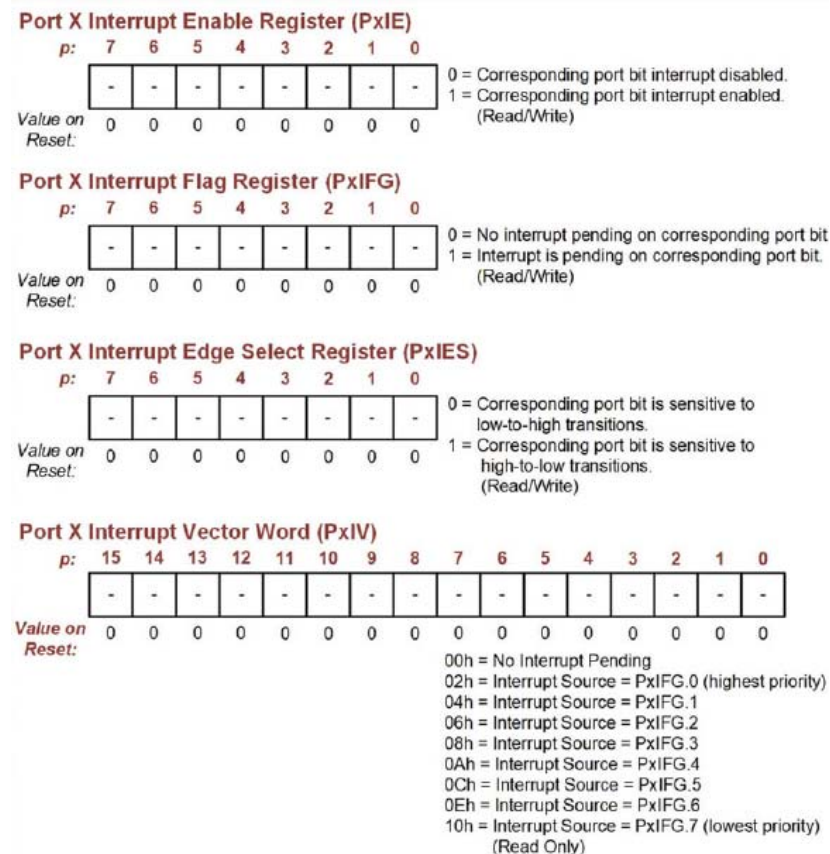 Port X Interrupt Enable Register (PxIE)
p: 7 6 5 4 3 2 1 0
- - - - - - - -
0 = Corresponding port bit interrupt disabled.
1 = Corresponding port bit interrupt enabled.
(Read/Write)
Value on Reset: 0 0 0 0 0 0 0 0
Port X Interrupt Flag Register (PxIFG)
p: 7 6 5 4 3 2 1 0
- - - - - - - -
0 = No interrupt pending on corresponding port bit
1 = Interrupt is pending on corresponding port bit.
(Read/Write)
Value on Reset: 0 0 0 0 0 0 0 0
Port X Interrupt Edge Select Register (PxIES)
p: 7 6 5 4 3 2 1 0
- - - - - - - -
0 = Corresponding port bit is sensitive to
low-to-high transitions.
1 = Corresponding port bit is sensitive to
high-to-low transitions.
(Read/Write)
Value on Reset: 0 0 0 0 0 0 0 0
Port X Interrupt Vector Word (PxIV)
p: 15 14 13 12 11 10 9 8 7 6 5 4 3 2 1 0
- - - - - - - - - - - - - - - -
Value on Reset: 0 0 0 0 0 0 0 0 0 0 0 0 0 0 0 0
00h = No Interrupt Pending
02h = Interrupt Source = PxIFG.0 (highest priority)
04h = Interrupt Source = PxIFG.1
06h = Interrupt Source = PxIFG.2
08h = Interrupt Source = PxIFG.3
0Ah = Interrupt Source = PxIFG.4
0Ch = Interrupt Source = PxIFG.5
0Eh = Interrupt Source = PxIFG.6
10h = Interrupt Source = PxIFG.7 (lowest priority)
(Read Only)